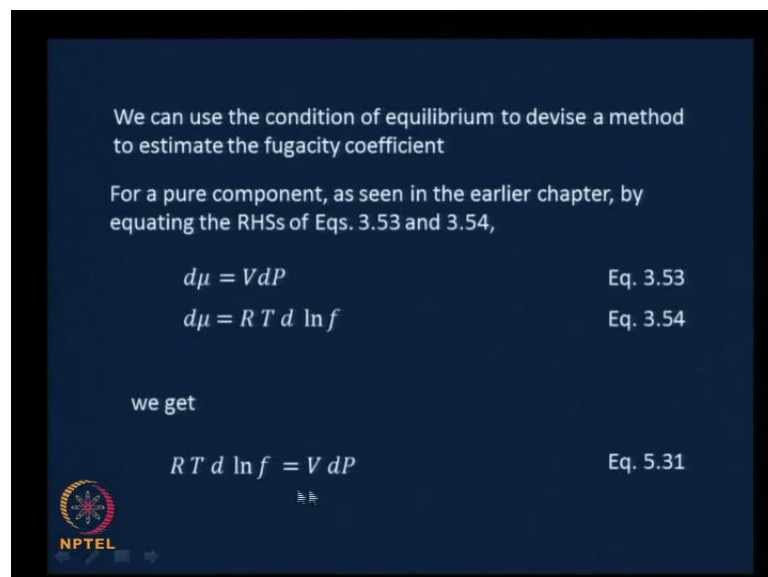 We can use the condition of equilibrium to devise a method
to estimate the fugacity coefficient
For a pure component, as seen in the earlier chapter, by
equating the RHSs of Eqs. 3.53 and 3.54,
dμ = VdP Eq. 3.53
dμ = R T d ln f Eq. 3.54
we get
R T d ln f = V dP Eq. 5.31
NPTEL